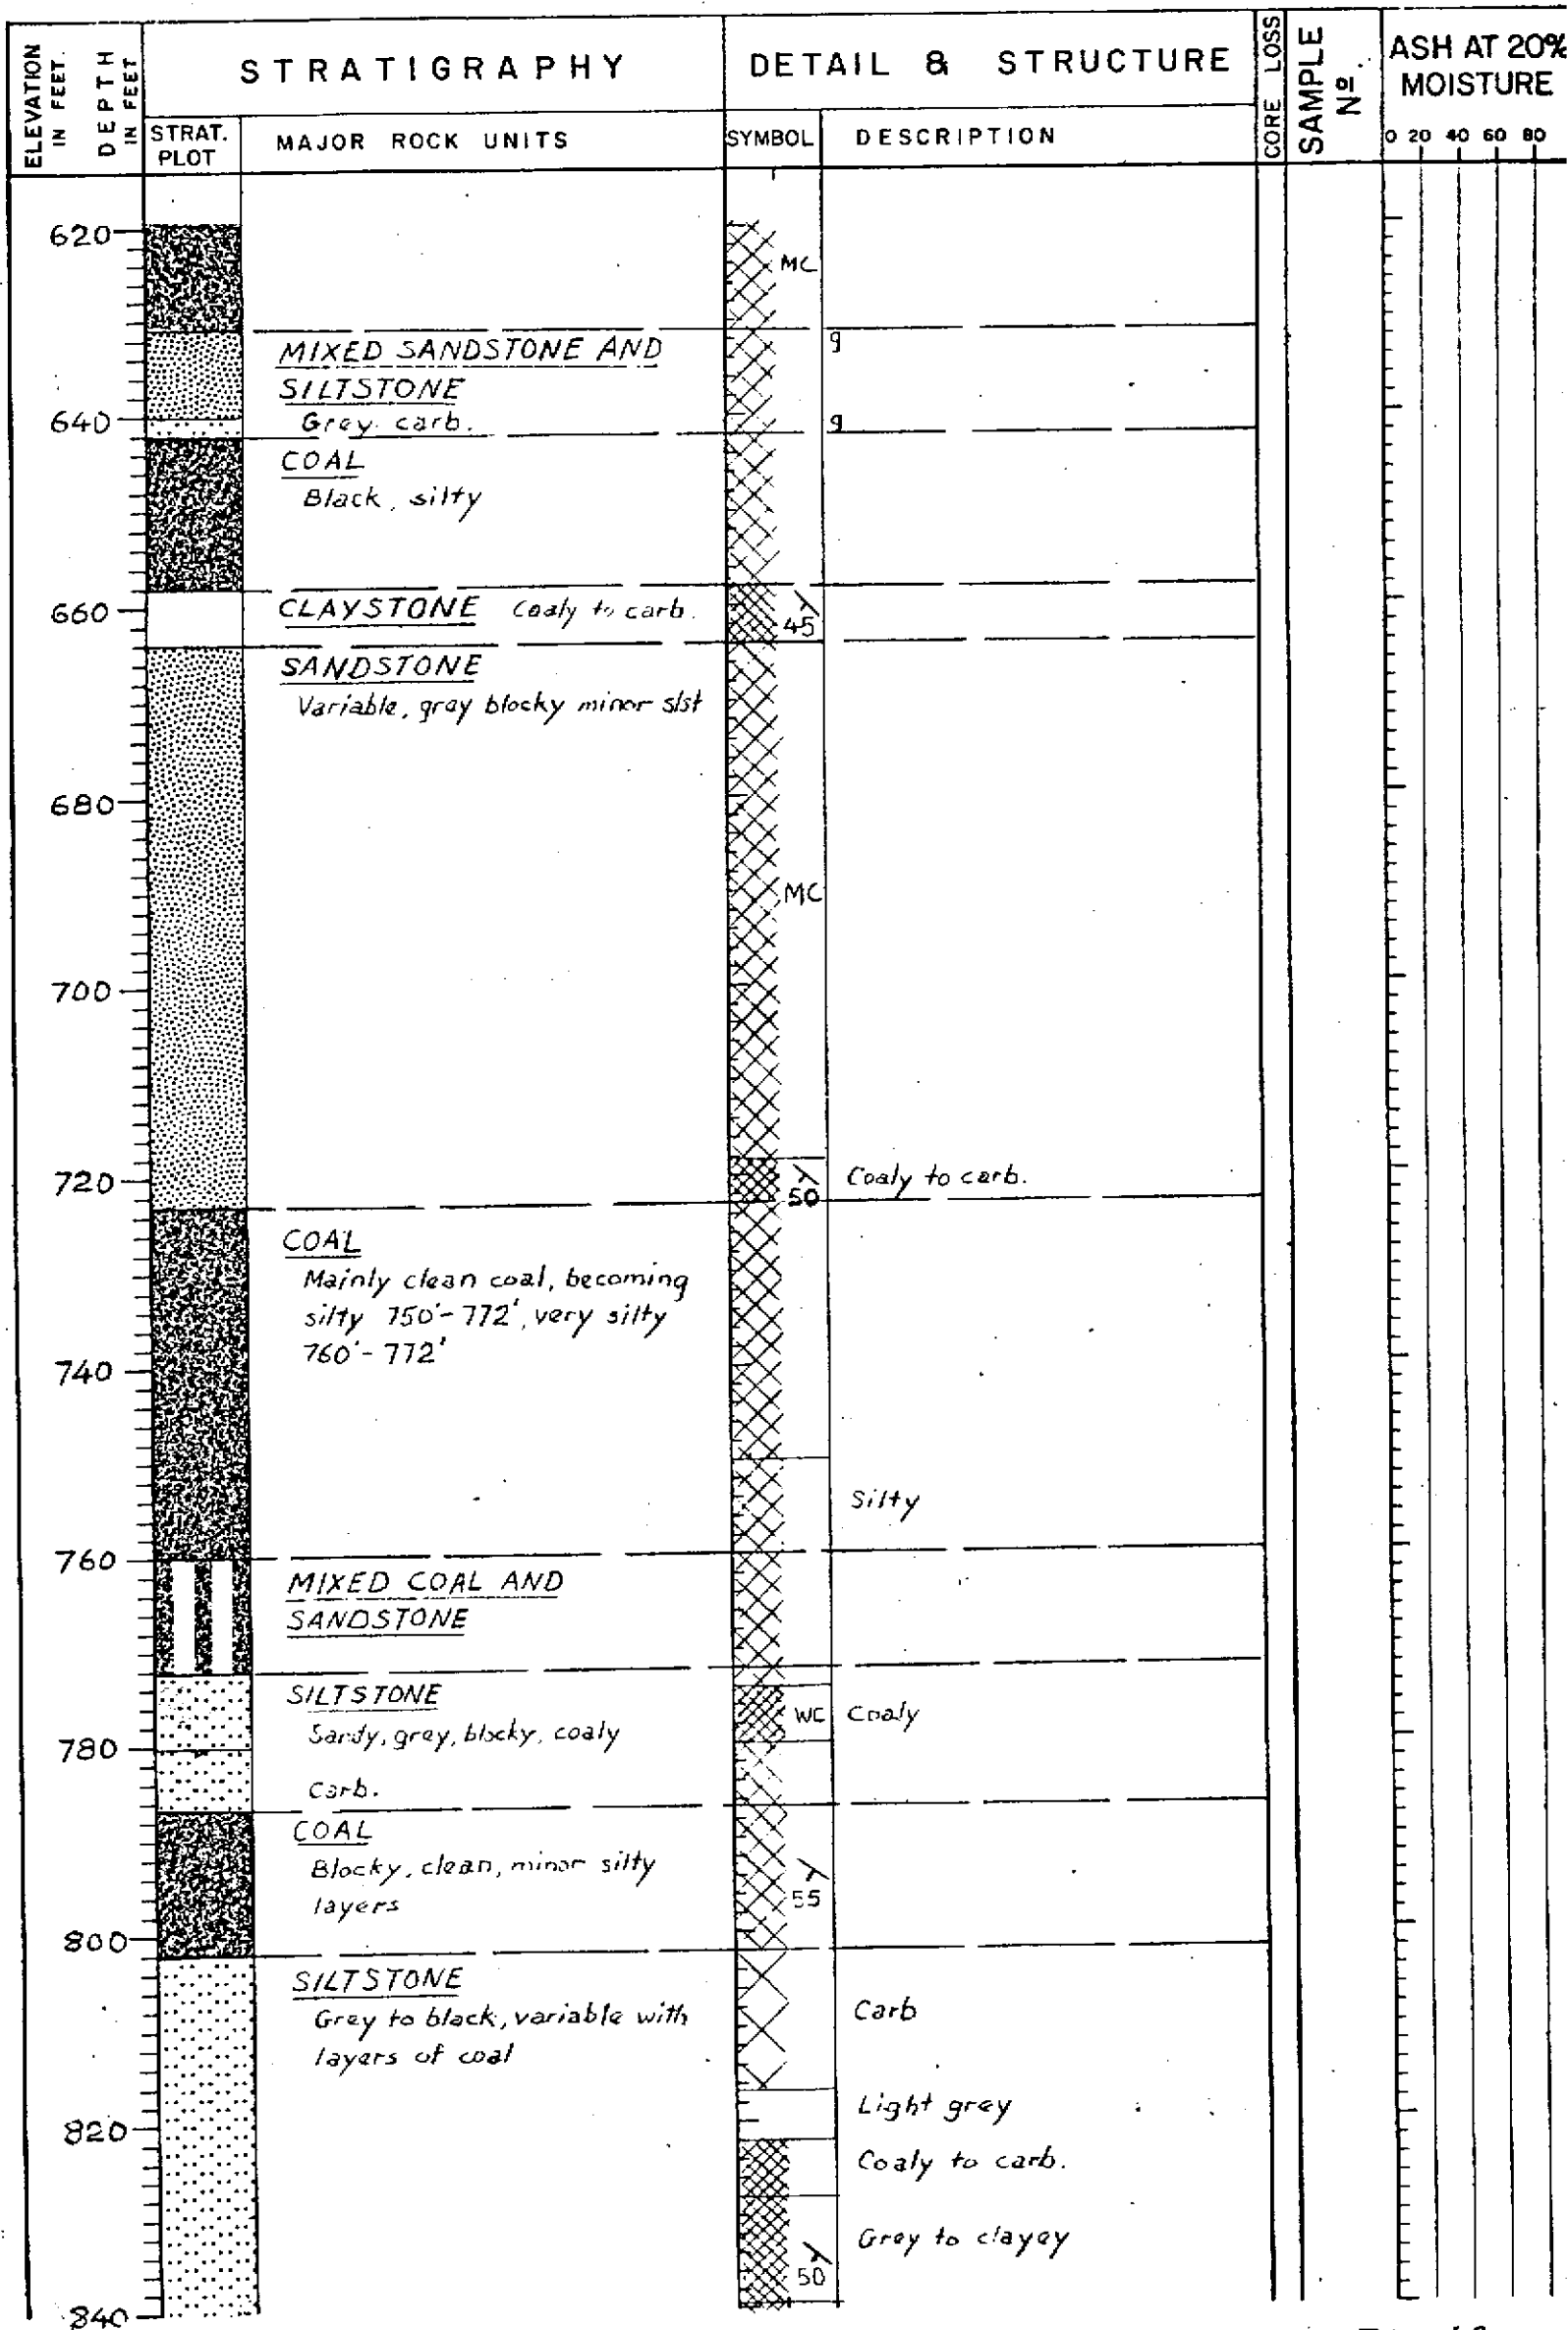 ELEVATION IN FEET.
DEPTH IN FEET
STRATIGRAPHY
STRAT. PLOT
MAJOR ROCK UNITS
DETAIL & STRUCTURE
SYMBOL
DESCRIPTION
CORE LOSS
SAMPLE Nº
ASH AT 20% MOISTURE
0 20 40 60 80
620
MC
MIXED SANDSTONE AND
g
SILTSTONE
640
Grey carb.
g
COAL
Black, silty
660
CLAYSTONE Coaly to carb.
45
SANDSTONE
Variable, gray blocky minor slst
680
MC
700
720
50
Coaly to carb.
COAL
Mainly clean coal, becoming
silty 750'-772', very silty
760'-772'
740
Silty
760
MIXED COAL AND
SANDSTONE
SILTSTONE
WC
Coaly
Sandy, grey, blocky, coaly
780
Carb.
COAL
Blocky, clean, minor silty
layers
55
800
SILTSTONE
Grey to black, variable with
layers of coal
Carb
Light grey
820
Coaly to carb.
Grey to clayey
50
840